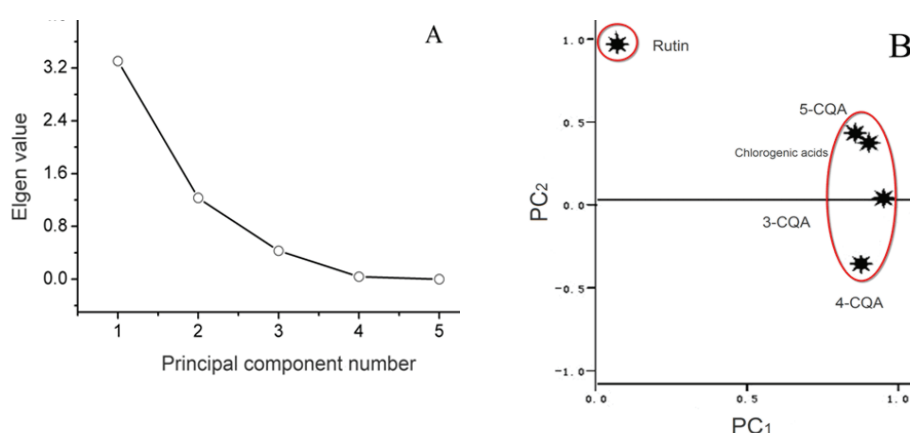 A
3.2
2.4
1.6
0.8
0.0
Elgen value
1 2 3 4 5
Principal component number
B
1.0
0.5
0.0
-0.5
-1.0
PC2
Rutin
5-CQA
Chlorogenic acids
3-CQA
4-CQA
0.0 0.5 1.0
PC1